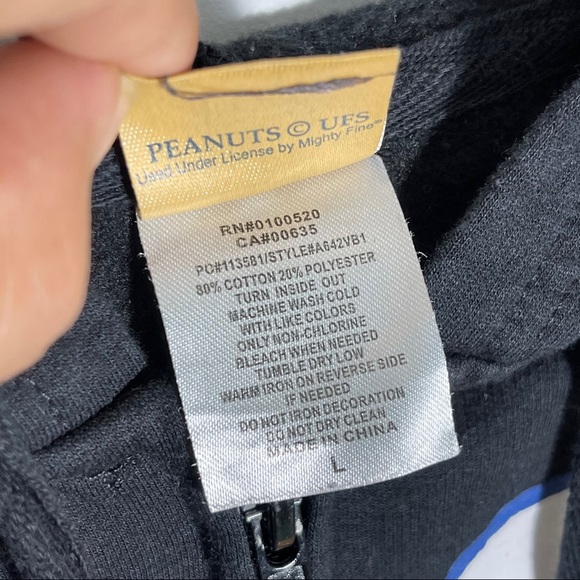 PEANUTS © UFS
Used Under License by Mighty Fine™
RN#0100520
CA#00635
PO#113581/STYLE#A642VB1
80% COTTON 20% POLYESTER
TURN INSIDE OUT
MACHINE WASH COLD
WITH LIKE COLORS
ONLY NON-CHLORINE
BLEACH WHEN NEEDED
TUMBLE DRY LOW
WARM IRON ON REVERSE SIDE
IF NEEDED
DO NOT IRON DECORATION
DO NOT DRY CLEAN
MADE IN CHINA
L